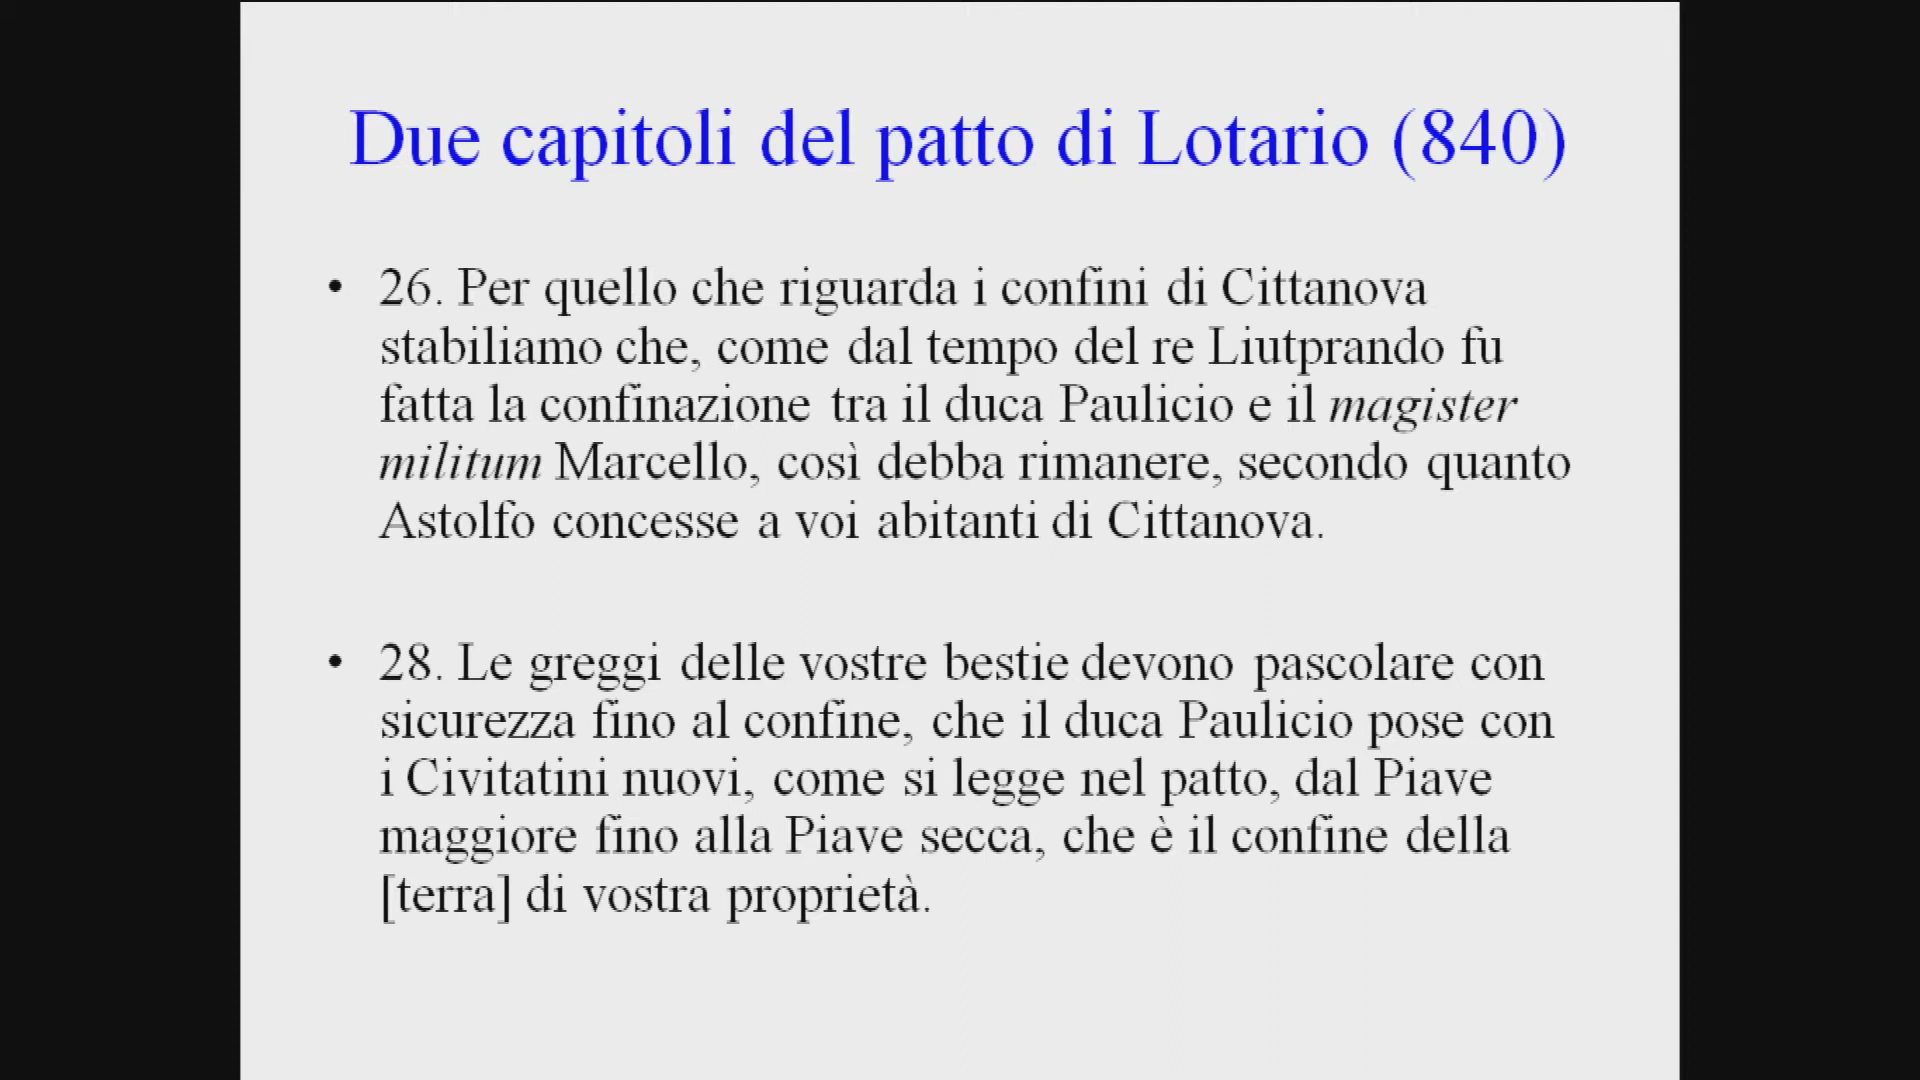 Due capitoli del patto di Lotario (840)
• 26. Per quello che riguarda i confini di Cittanova
stabiliamo che, come dal tempo del re Liutprando fu
fatta la confinazione tra il duca Paulicio e il magister
militum Marcello, così debba rimanere, secondo quanto
Astolfo concesse a voi abitanti di Cittanova.
• 28. Le greggi delle vostre bestie devono pascolare con
sicurezza fino al confine, che il duca Paulicio pose con
i Civitatini nuovi, come si legge nel patto, dal Piave
maggiore fino alla Piave secca, che è il confine della
[terra] di vostra proprietà.